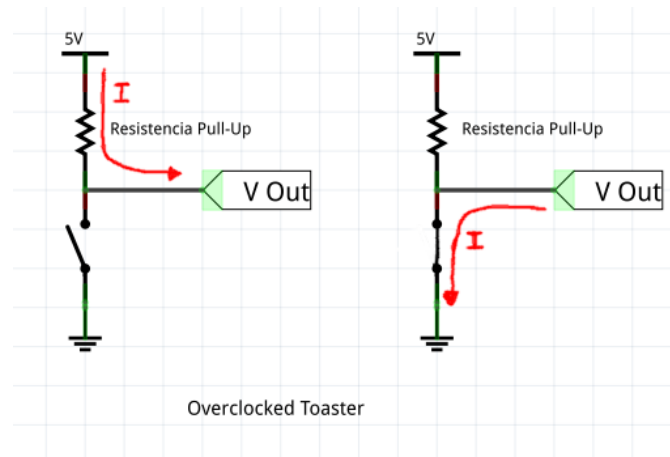 5V
I
Resistencia Pull-Up
V Out
5V
Resistencia Pull-Up
V Out
I
Overclocked Toaster